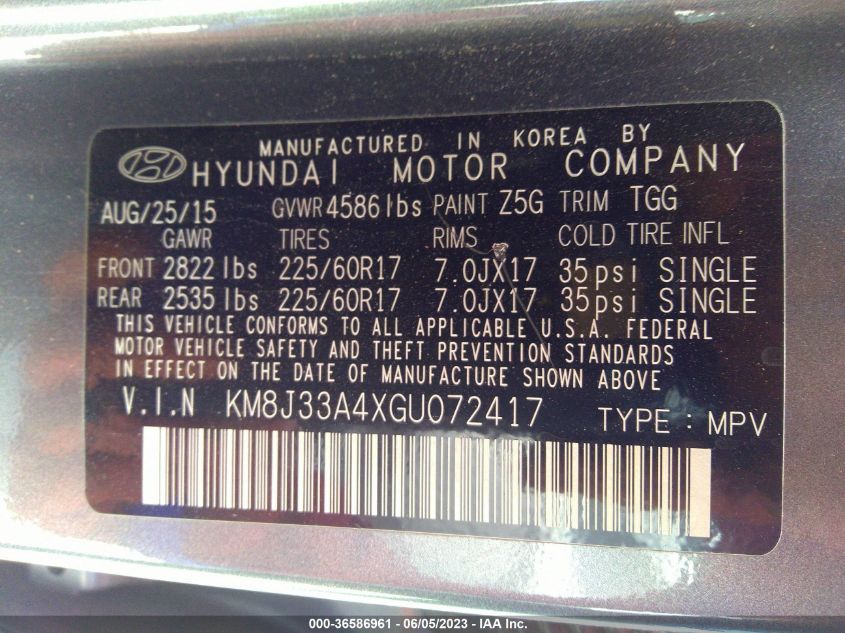 MANUFACTURED IN KOREA BY
HYUNDAI MOTOR COMPANY
AUG/25/15 GVWR 4586 lbs PAINT Z5G TRIM TGG
GAWR TIRES RIMS COLD TIRE INFL
FRONT 2822 lbs 225/60R17 7.0JX17 35psi SINGLE
REAR 2535 lbs 225/60R17 7.0JX17 35psi SINGLE
THIS VEHICLE CONFORMS TO ALL APPLICABLE U.S.A. FEDERAL
MOTOR VEHICLE SAFETY AND THEFT PREVENTION STANDARDS
IN EFFECT ON THE DATE OF MANUFACTURE SHOWN ABOVE
V.I.N KM8J33A4XGU072417 TYPE : MPV
000-36586961 - 06/05/2023 - IAA Inc.